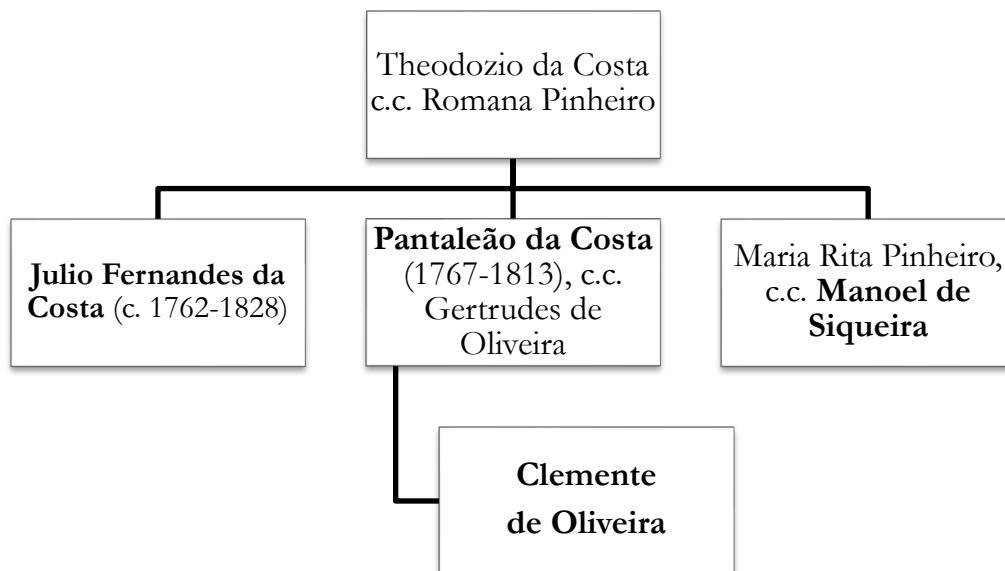 Theodozio da Costa
c.c. Romana Pinheiro
Julio Fernandes da
Costa (c. 1762-1828)
Pantaleão da Costa
(1767-1813), c.c.
Gertrudes de
Oliveira
Maria Rita Pinheiro,
c.c. Manoel de
Siqueira
Clemente
de Oliveira